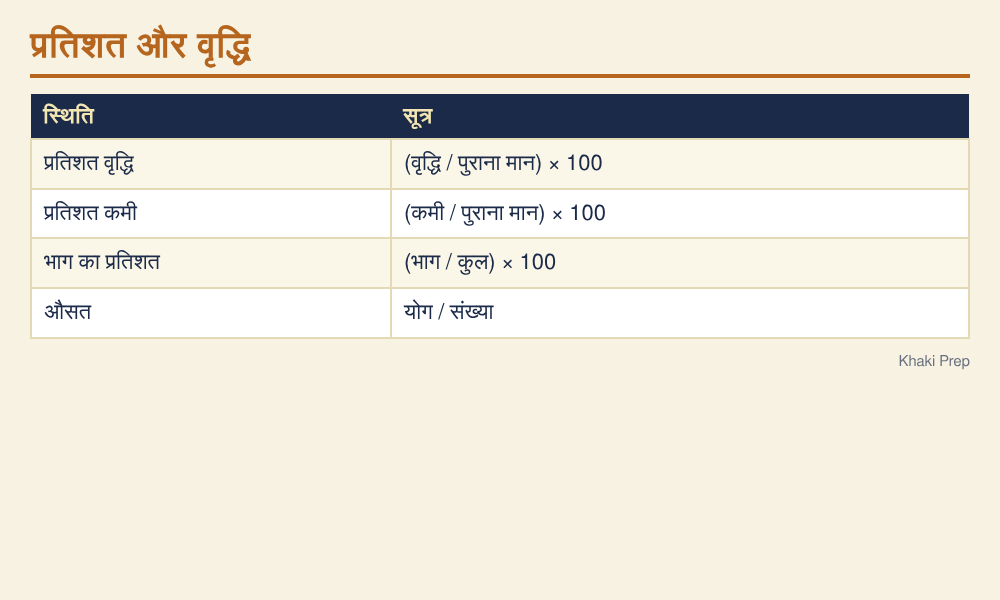 प्रतिशत और वृद्धि
स्थिति सूत्र
प्रतिशत वृद्धि (वृद्धि / पुराना मान) × 100
प्रतिशत कमी (कमी / पुराना मान) × 100
भाग का प्रतिशत (भाग / कुल) × 100
औसत योग / संख्या
Khaki Prep